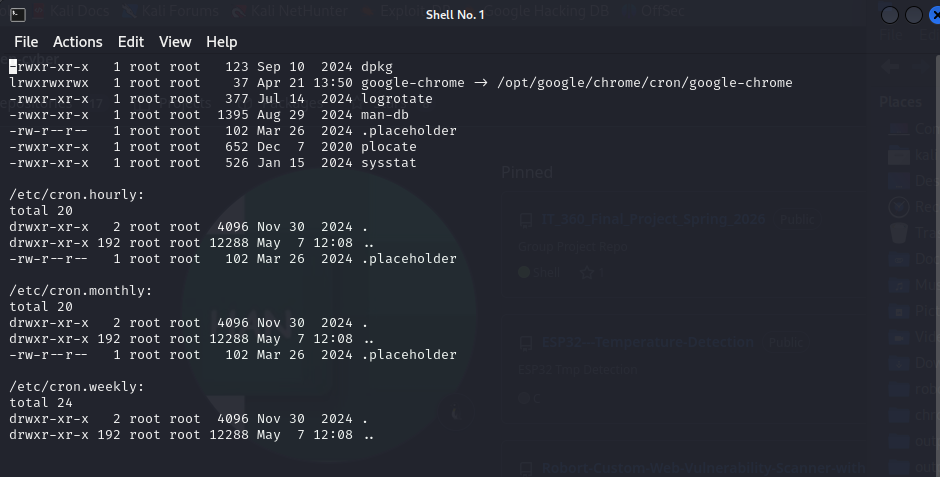 Kali Docs Kali Forums Kali NetHunter Google Hacking DB OffSec
Shell No. 1
File Actions Edit View Help
-rwxr-xr-x 1 root root 123 Sep 10 2024 dpkg
lrwxrwxrwx 1 root root 37 Apr 21 13:50 google-chrome → /opt/google/chrome/cron/google-chrome
-rwxr-xr-x 1 root root 377 Jul 14 2024 logrotate
-rwxr-xr-x 1 root root 1395 Aug 29 2024 man-db
-rw-r--r-- 1 root root 102 Mar 26 2024 .placeholder
-rwxr-xr-x 1 root root 652 Dec 7 2020 plocate
-rwxr-xr-x 1 root root 526 Jan 15 2024 sysstat
/etc/cron.hourly:
total 20
drwxr-xr-x 2 root root 4096 Nov 30 2024 .
drwxr-xr-x 192 root root 12288 May 7 12:08 ..
-rw-r--r-- 1 root root 102 Mar 26 2024 .placeholder
/etc/cron.monthly:
total 20
drwxr-xr-x 2 root root 4096 Nov 30 2024 .
drwxr-xr-x 192 root root 12288 May 7 12:08 ..
-rw-r--r-- 1 root root 102 Mar 26 2024 .placeholder
/etc/cron.weekly:
total 24
drwxr-xr-x 2 root root 4096 Nov 30 2024 .
drwxr-xr-x 192 root root 12288 May 7 12:08 ..
Pinned
IT_360_Final_Project_Spring_2026 Public
Group Project Repo
Shell
ESP32--Temperature-Detection Public
ESP32 Tmp Detection
Robort-Custom-Web-Vulnerability-Scanner-with
Places